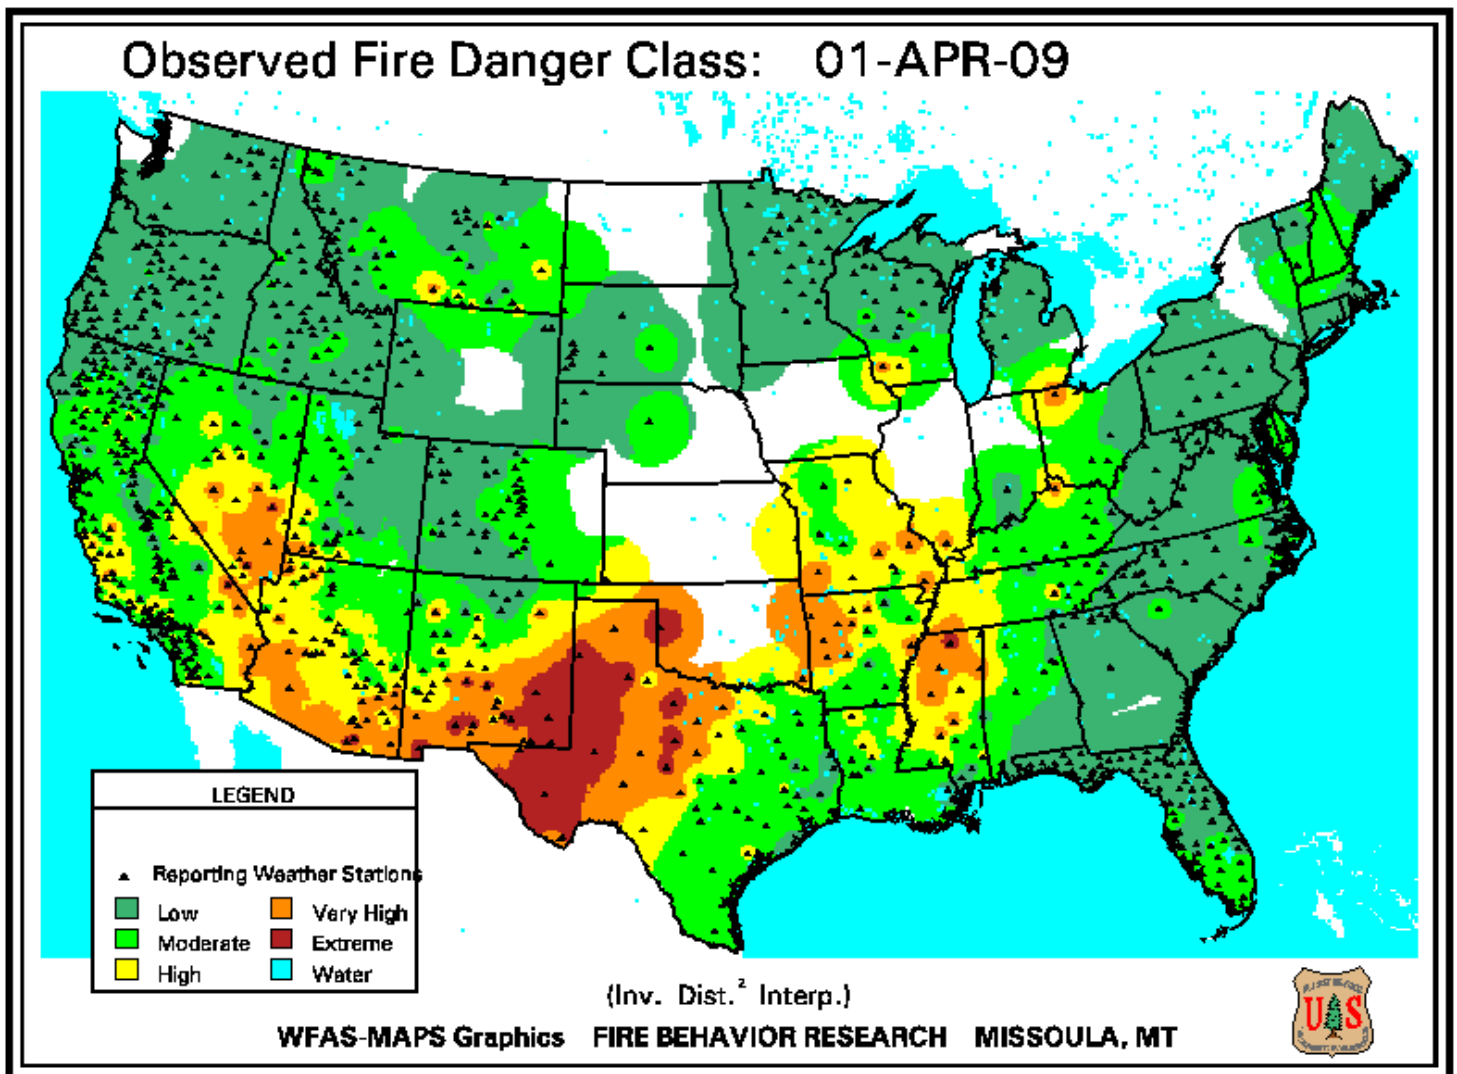 Observed Fire Danger Class: 01-APR-09
LEGEND
Reporting Weather Stations
Low
Very High
Moderate
Extreme
High
Water
(Inv. Dist.² Interp.)
WFAS-MAPS Graphics FIRE BEHAVIOR RESEARCH MISSOULA, MT
U S